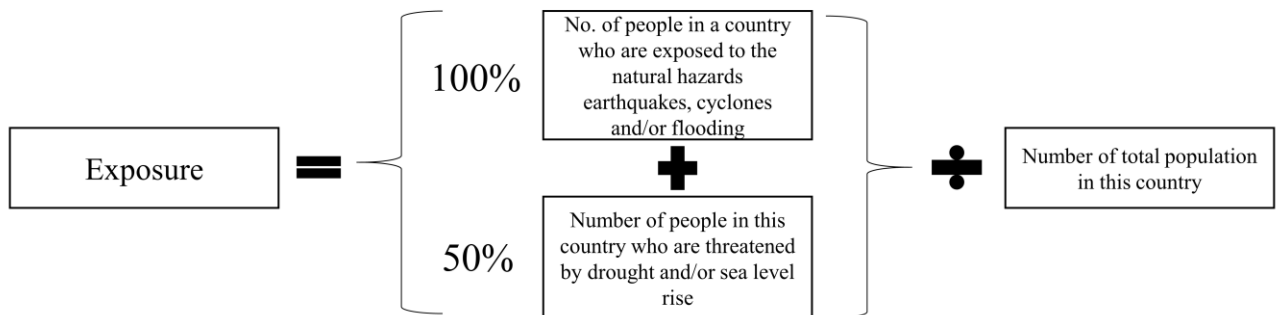 No. of people in a country
who are exposed to the
natural hazards
earthquakes, cyclones
and/or flooding
100%
Exposure
Number of total population
in this country
Number of people in this
country who are threatened
by drought and/or sea level
rise
50%